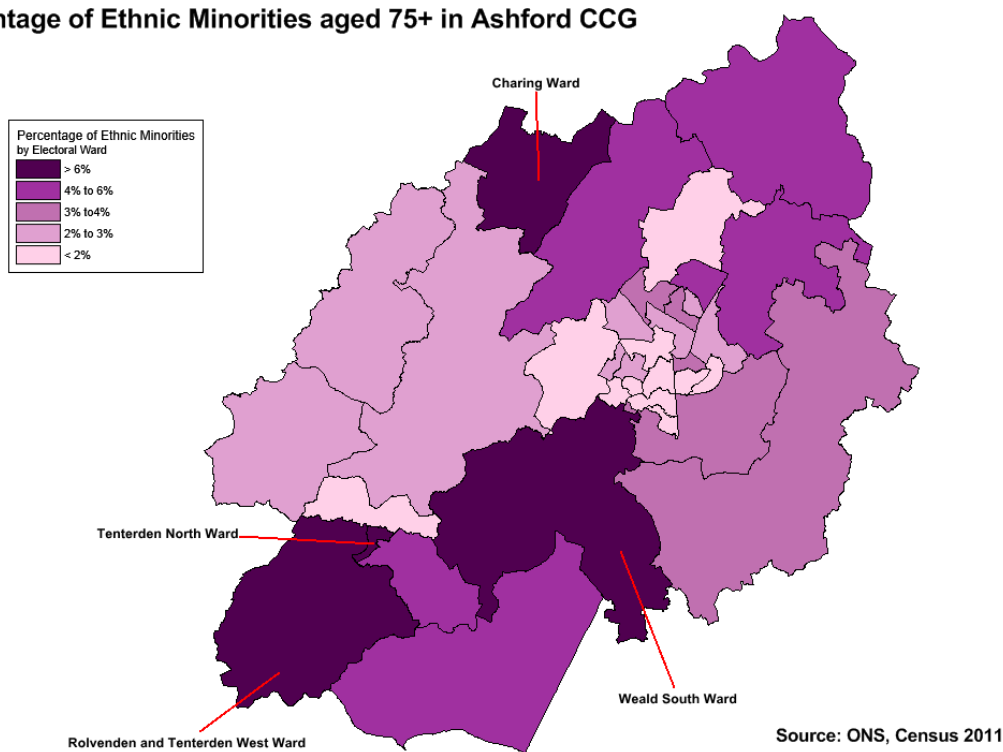 ntage of Ethnic Minorities aged 75+ in Ashford CCG
Charing Ward
Percentage of Ethnic Minorities
by Electoral Ward
> 6%
4% to 6%
3% to4%
2% to 3%
< 2%
Tenterden North Ward
Weald South Ward
Rolvenden and Tenterden West Ward
Source: ONS, Census 2011